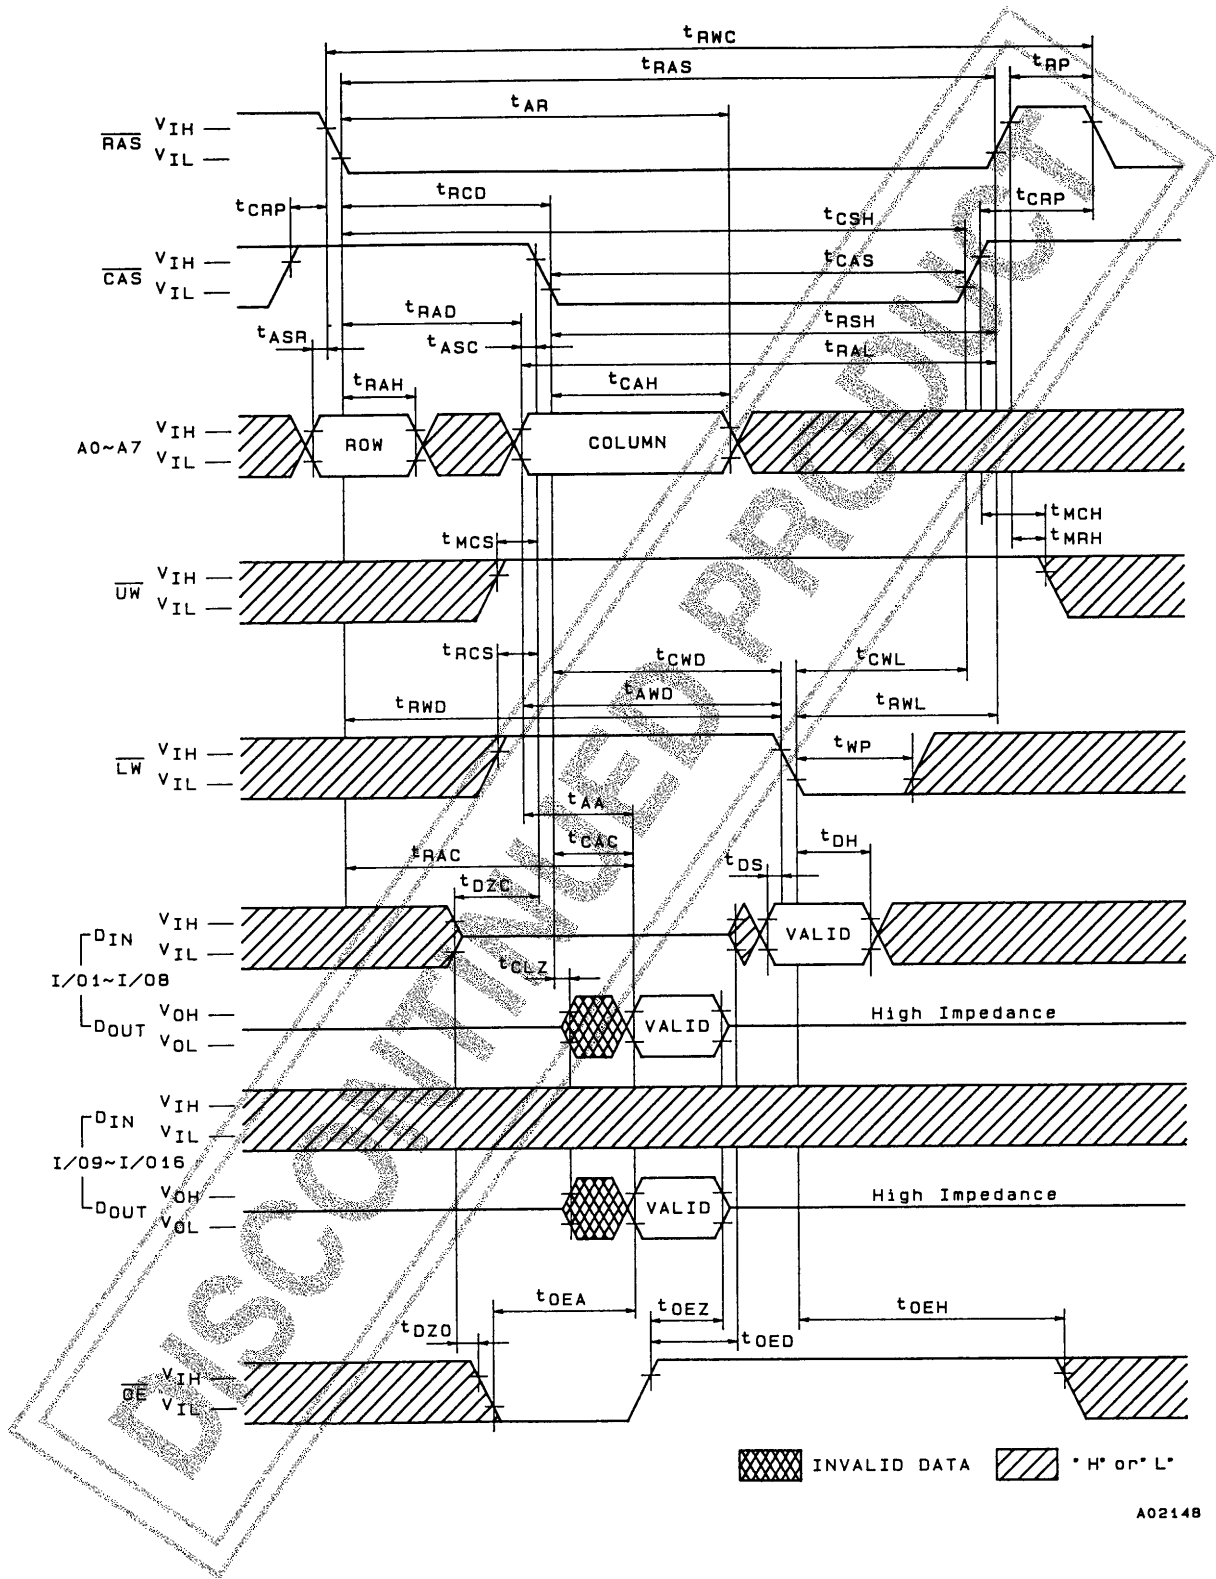 tRWC
tRAS tRP
tAR
RAS VIH
VIL
tCRP tRCD tCSH tCRP
CAS VIH tCAS
VIL
tRAD tRSH
tASR tASC tRAL
tRAH tCAH
A0~A7 VIH ROW COLUMN
VIL
tMCH
tMCS tMRH
UW VIH
VIL
tRCS tCWD tCWL
tRWD tAWD tRWL
LW VIH tWP
VIL
tAA
tRAC tCAC tDS tDH
tDZC
DIN VIH VALID
VIL
I/O1~I/O8 tCLZ
DOUT VOH VALID High Impedance
VOL
DIN VIH
VIL
I/O9~I/O16
DOUT VOH VALID High Impedance
VOL
tOEA tOEZ tOEH
tDZO tOED
OE VIH
VIL
INVALID DATA "H" or "L"
A02148
DISCONTINUED PRODUCT